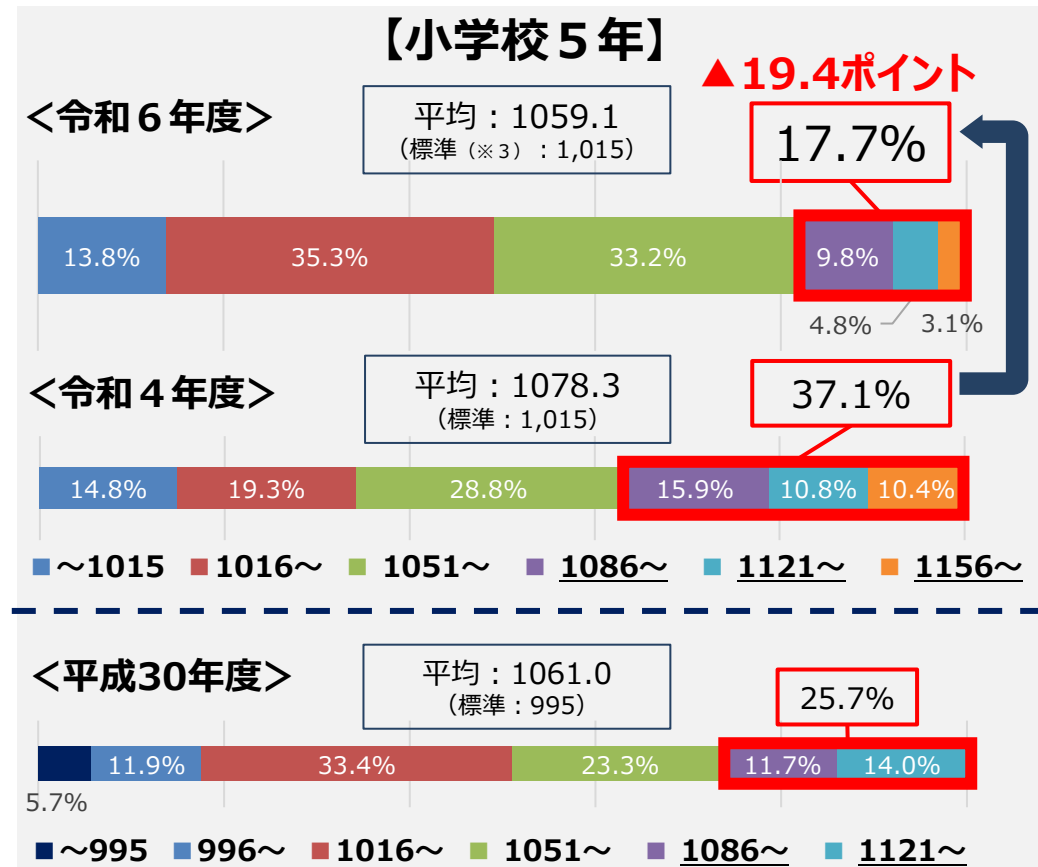 【小学校５年】
▲19.4ポイント
＜令和６年度＞
平均：1059.1
（標準（※３）：1,015）
17.7%
13.8% 35.3% 33.2% 9.8%
4.8% 3.1%
＜令和４年度＞
平均：1078.3
（標準：1,015）
37.1%
14.8% 19.3% 28.8% 15.9% 10.8% 10.4%
～1015 1016～ 1051～ 1086～ 1121～ 1156～
＜平成30年度＞
平均：1061.0
（標準：995）
25.7%
11.9% 33.4% 23.3% 11.7% 14.0%
5.7%
～995 996～ 1016～ 1051～ 1086～ 1121～